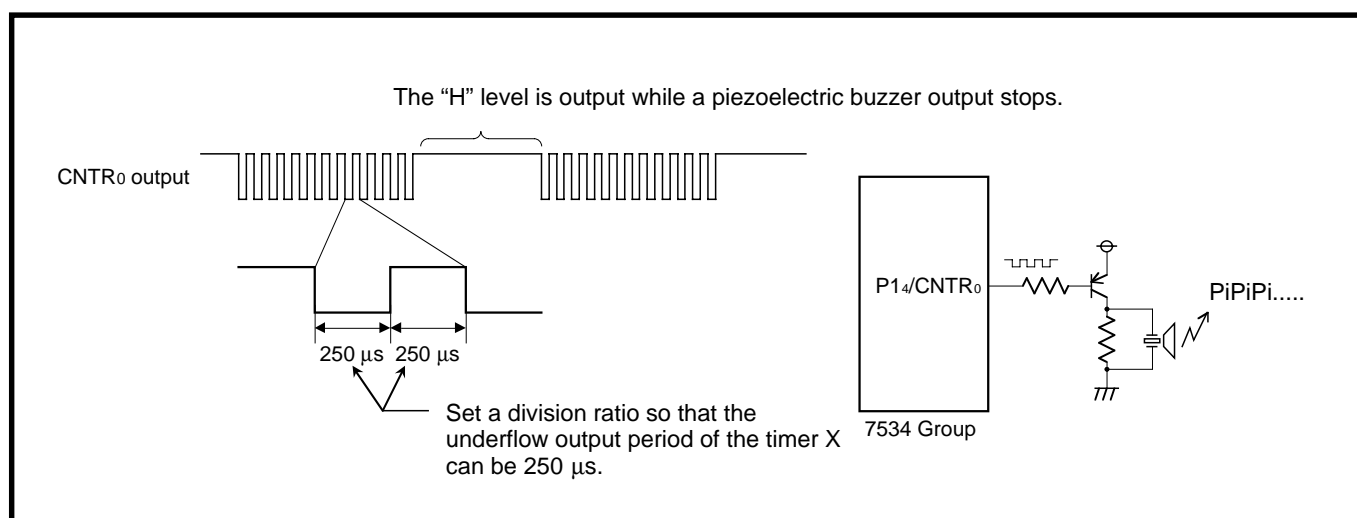 The “H” level is output while a piezoelectric buzzer output stops.
CNTR0 output
P14/CNTR0
PiPiPi.....
250 μs 250 μs
Set a division ratio so that the
underflow output period of the timer X
can be 250 μs.
7534 Group